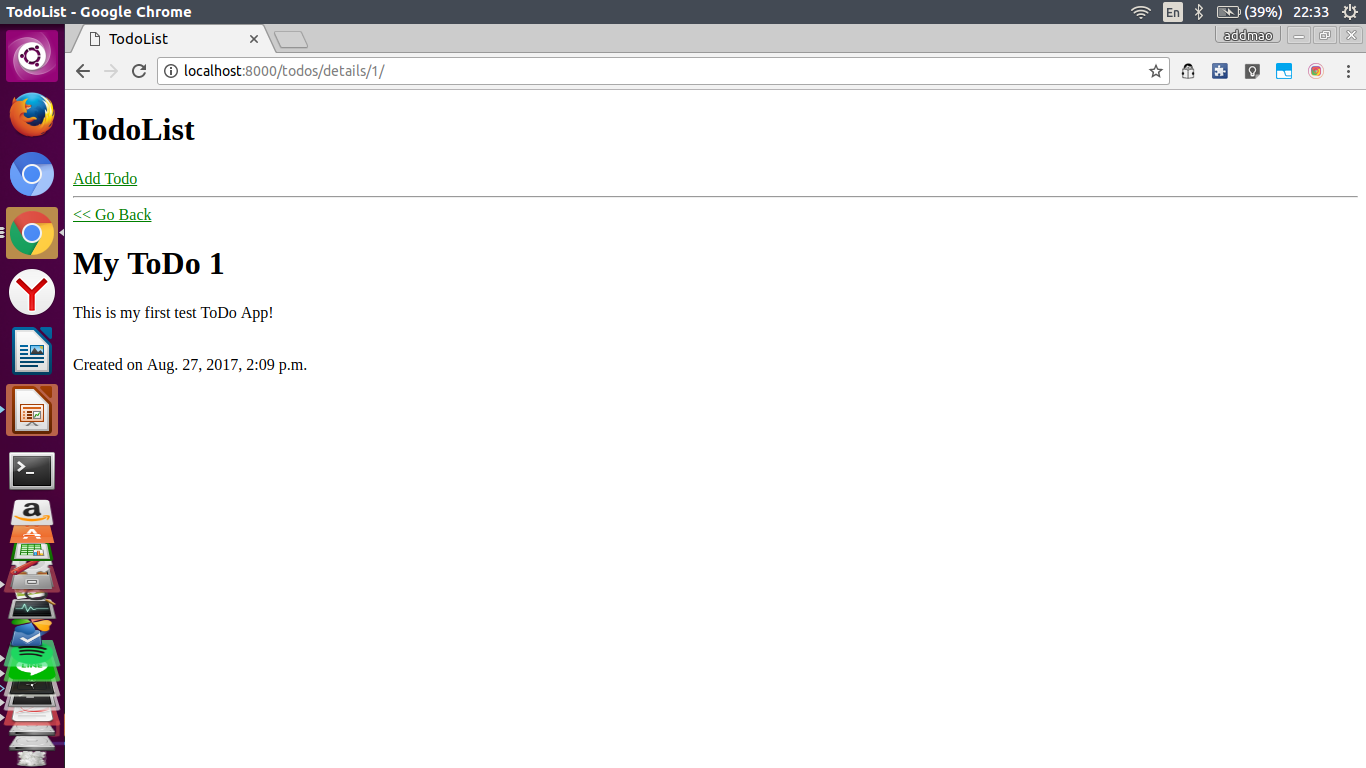 TodoList - Google Chrome
En
(39%)
22:33
TodoList
addmao
localhost:8000/todos/details/1/
TodoList
Add Todo
<< Go Back
My ToDo 1
This is my first test ToDo App!
Created on Aug. 27, 2017, 2:09 p.m.